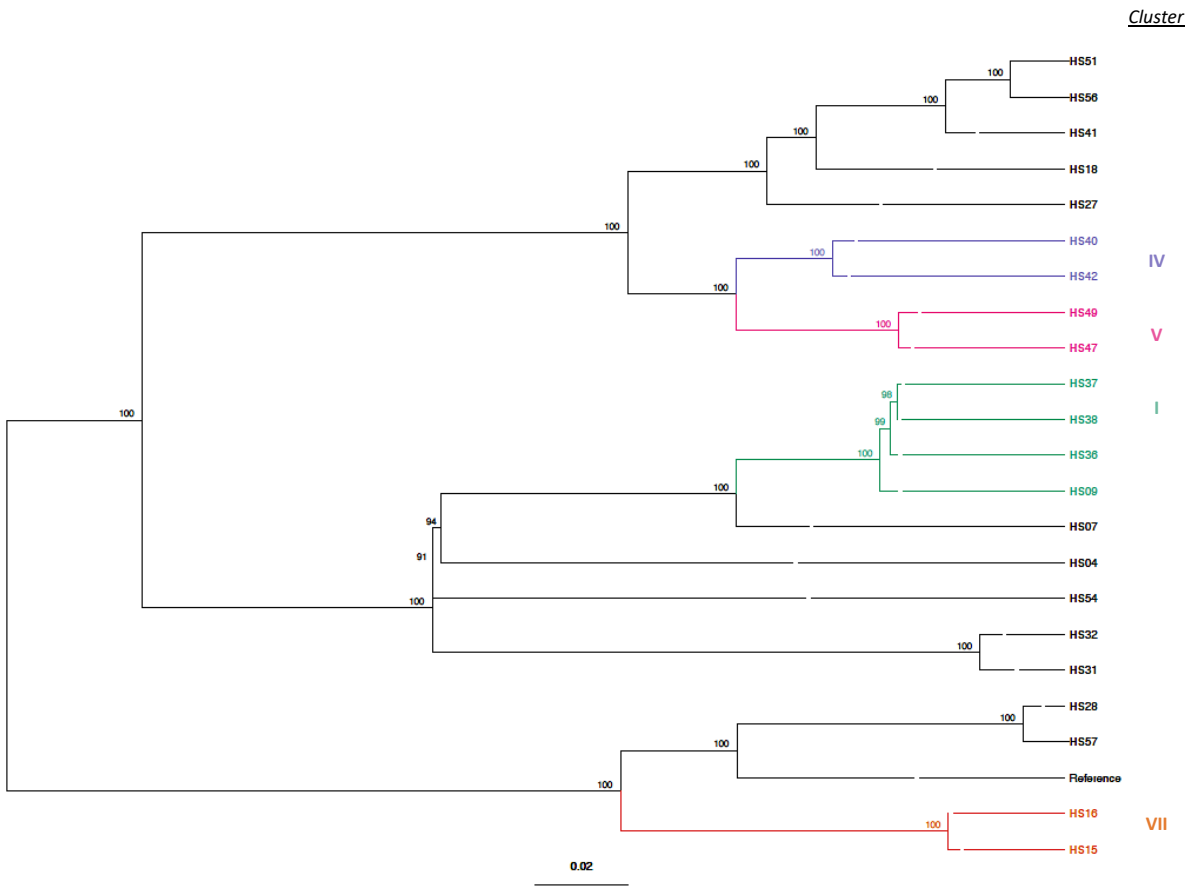 Cluster
100
HS51
HS56
100
HS41
100
HS18
100
HS27
100
HS40
100
HS42
IV
100
HS49
100
HS47
V
HS37
98
HS38
I
99
HS36
100
HS09
100
HS07
94
HS04
91
HS54
100
100
HS32
100
HS31
HS28
100
HS57
100
Reference
100
HS16
100
HS15
VII
0.02